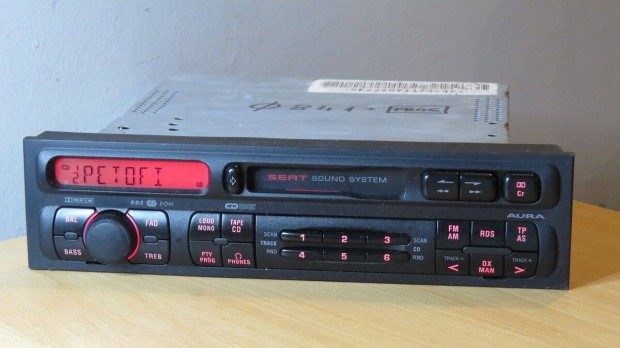 PETOFI
SEAT SOUND SYSTEM
Cr
AURA
RDS EON
BAL
FAD
BASS
TREB
LOUD
MONO
TAPE
CD
PTY
PROG
PHONES
SCAN
TRACK
RND
1 2 3
4 5 6
SCAN
CD
RND
FM
AM
RDS
TP
AS
TRACK -
DX
MAN
TRACK +
< >